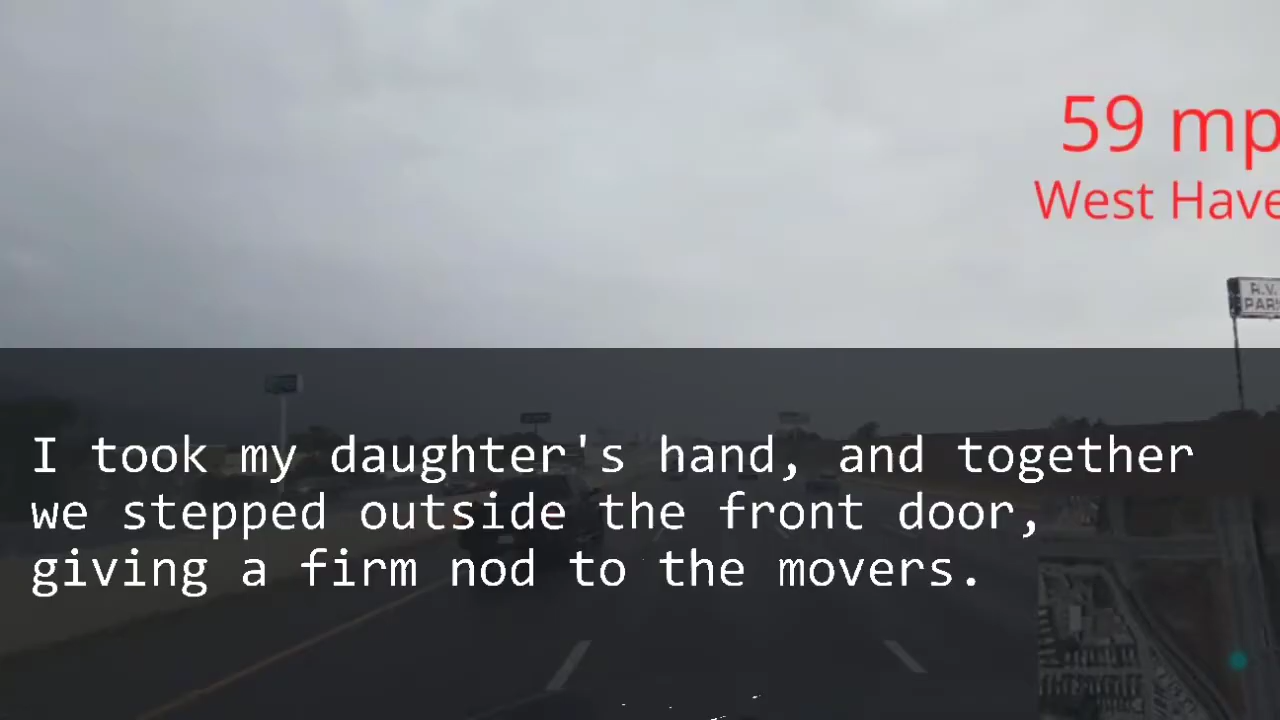 59 mp
West Have
R.V.
PARK
I took my daughter's hand, and together
we stepped outside the front door,
giving a firm nod to the movers.